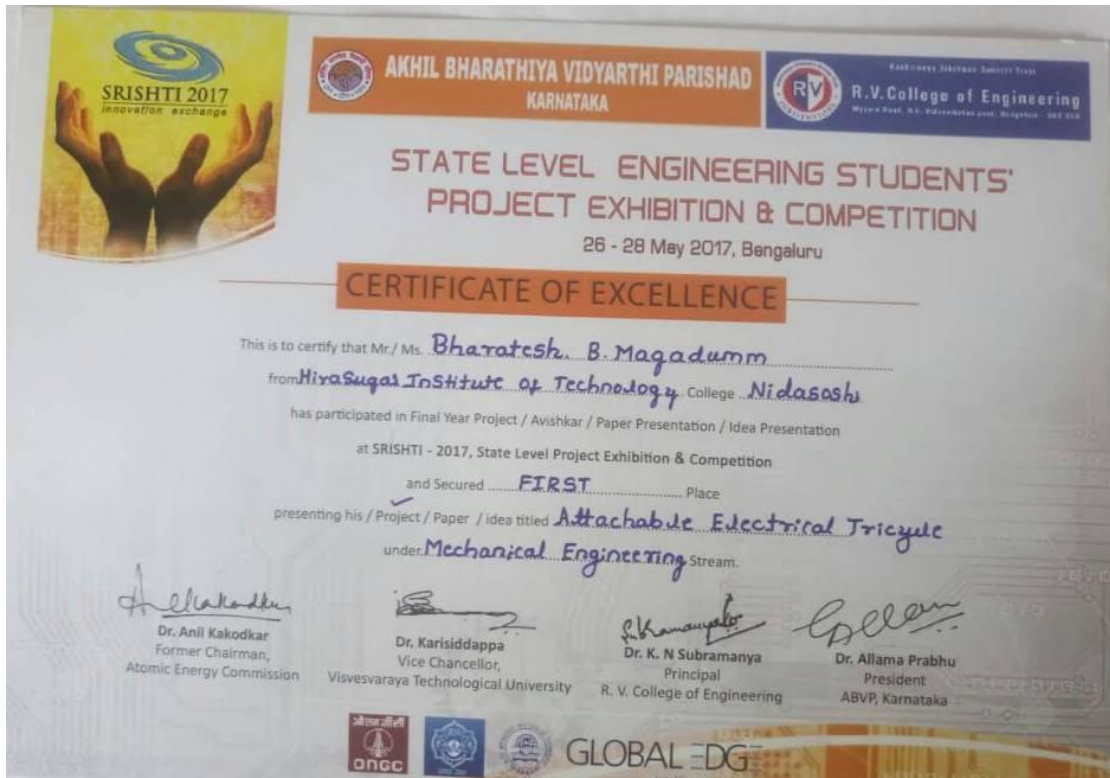 SRISHTI 2017
innovation exchange
AKHIL BHARATHIYA VIDYARTHI PARISHAD
KARNATAKA
RV
R.V.College of Engineering
STATE LEVEL ENGINEERING STUDENTS'
PROJECT EXHIBITION & COMPETITION
26 - 28 May 2017, Bengaluru
CERTIFICATE OF EXCELLENCE
This is to certify that Mr./ Ms. Bharatesh. B. Magadumm
from HiraSugar Institute of Technology College Nidasoshi
has participated in Final Year Project / Avishkar / Paper Presentation / Idea Presentation
at SRISHTI - 2017, State Level Project Exhibition & Competition
and Secured FIRST Place
presenting his / Project / Paper / idea titled Attachable Electrical Tricycle
under Mechanical Engineering Stream.
Dr. Anil Kakodkar
Former Chairman,
Atomic Energy Commission
Dr. Karisiddappa
Vice Chancellor,
Visvesvaraya Technological University
Dr. K. N Subramanya
Principal
R. V. College of Engineering
Dr. Allama Prabhu
President
ABVP, Karnataka
ओएनजीसी
ONGC
GLOBAL EDGE